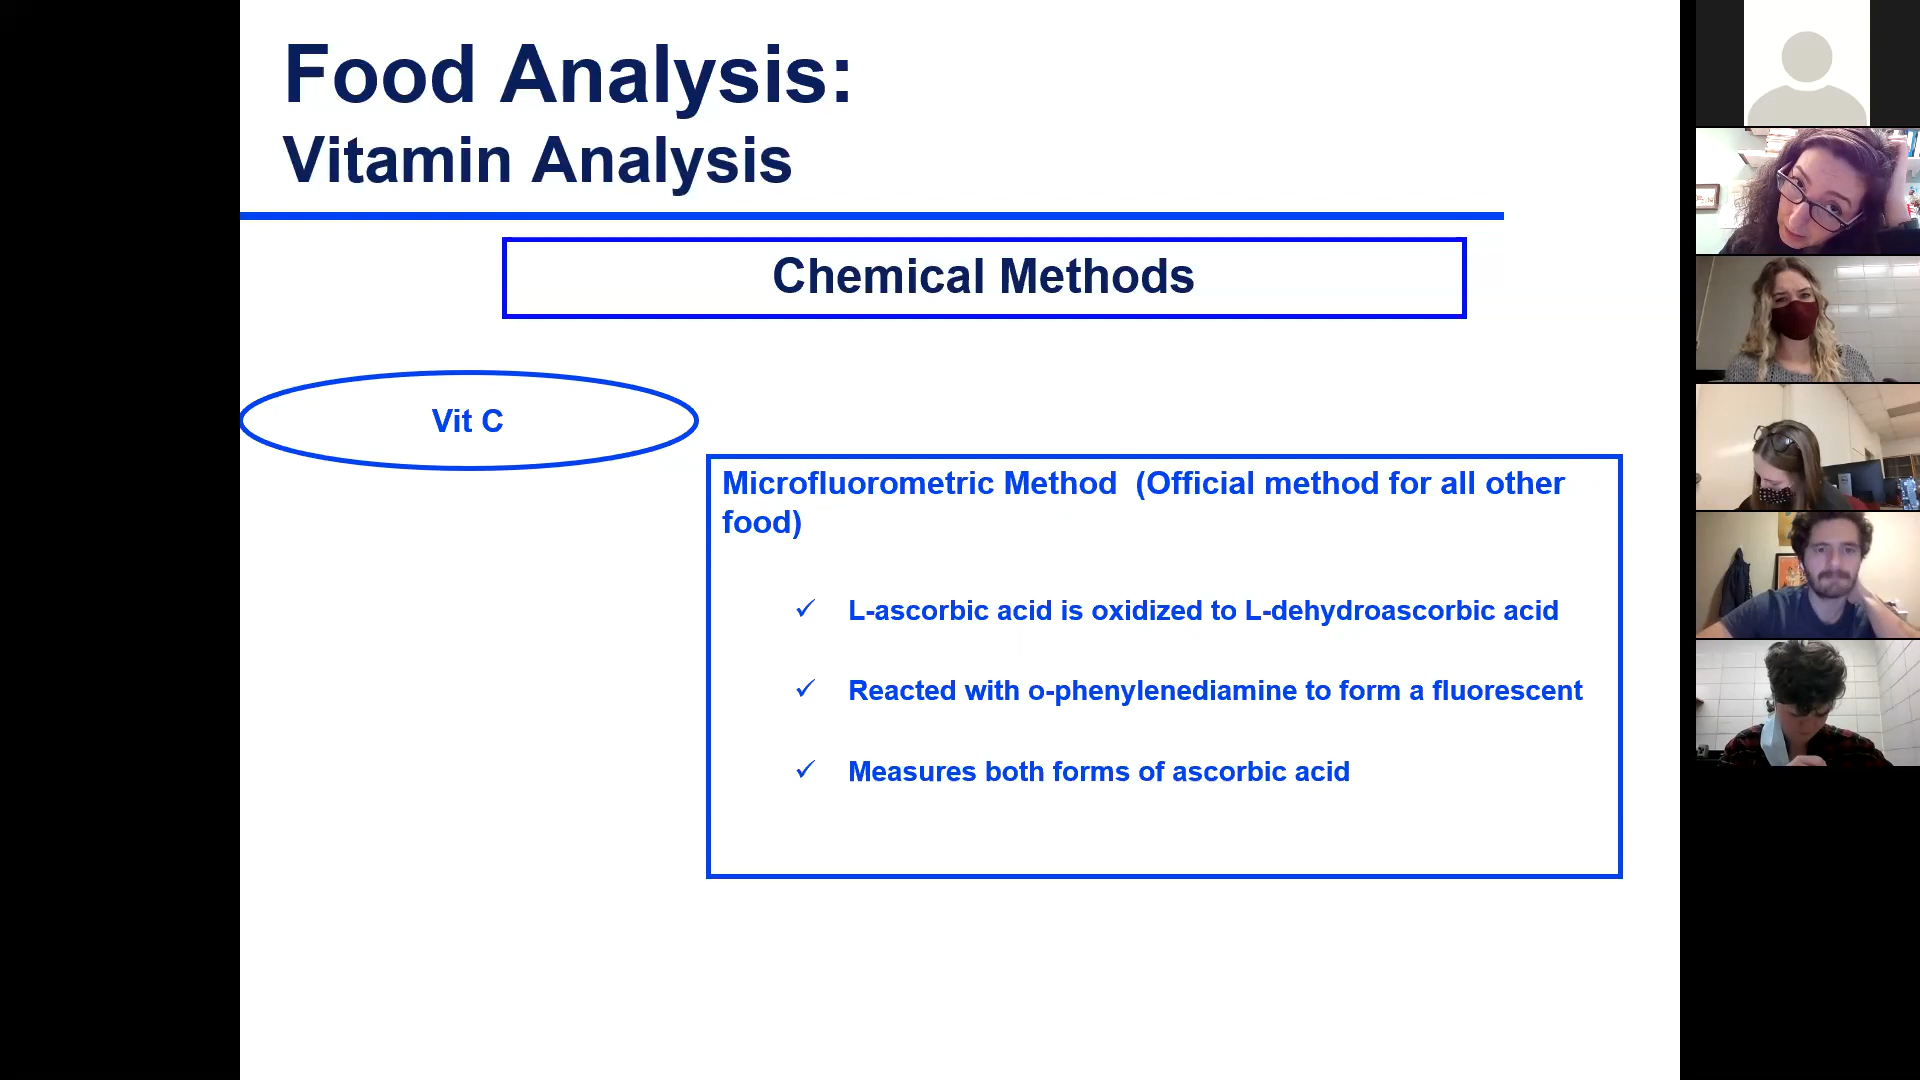 Food Analysis:
Vitamin Analysis
Chemical Methods
Vit C
Microfluorometric Method  (Official method for all other
food)
✓ L-ascorbic acid is oxidized to L-dehydroascorbic acid
✓ Reacted with o-phenylenediamine to form a fluorescent
✓ Measures both forms of ascorbic acid